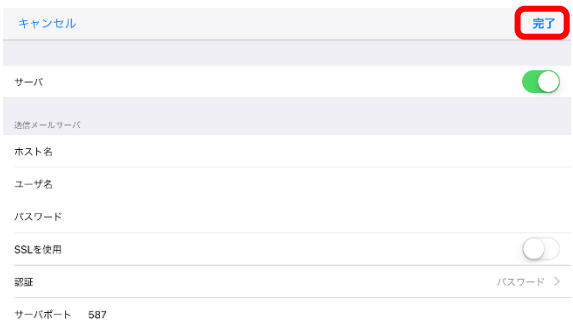 キャンセル 完了
サーバ
送信メールサーバ
ホスト名
ユーザ名
パスワード
SSLを使用
認証 パスワード
サーバポート 587